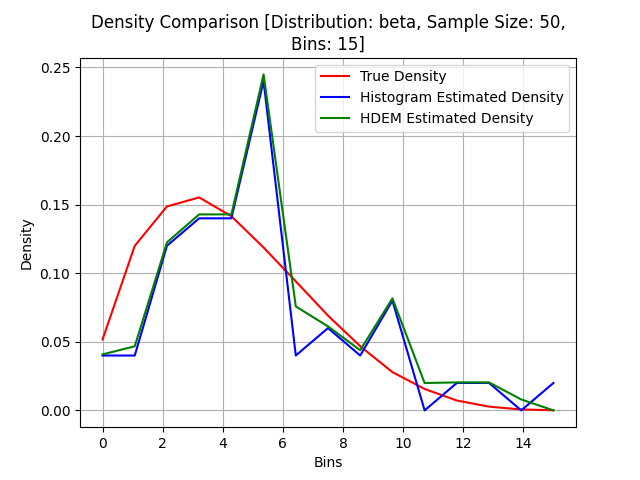 Density Comparison [Distribution: beta, Sample Size: 50,
Bins: 15]
True Density
Histogram Estimated Density
HDEM Estimated Density
Density
0.25
0.20
0.15
0.10
0.05
0.00
0 2 4 6 8 10 12 14
Bins